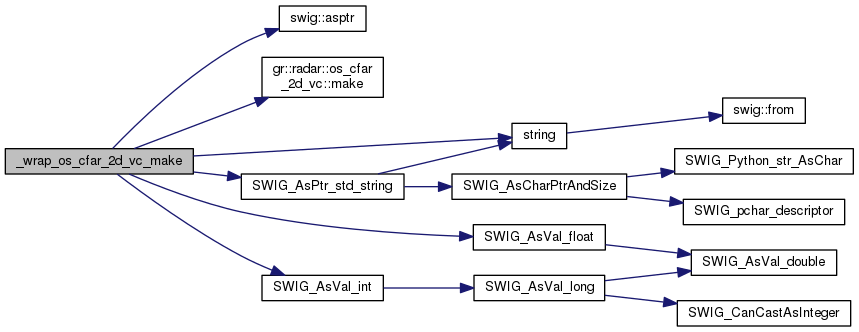 swig::asptr
gr::radar::os_cfar
_2d_vc::make
swig::from
string
_wrap_os_cfar_2d_vc_make
SWIG_Python_str_AsChar
SWIG_AsPtr_std_string
SWIG_AsCharPtrAndSize
SWIG_pchar_descriptor
SWIG_AsVal_float
SWIG_AsVal_double
SWIG_AsVal_int
SWIG_AsVal_long
SWIG_CanCastAsInteger